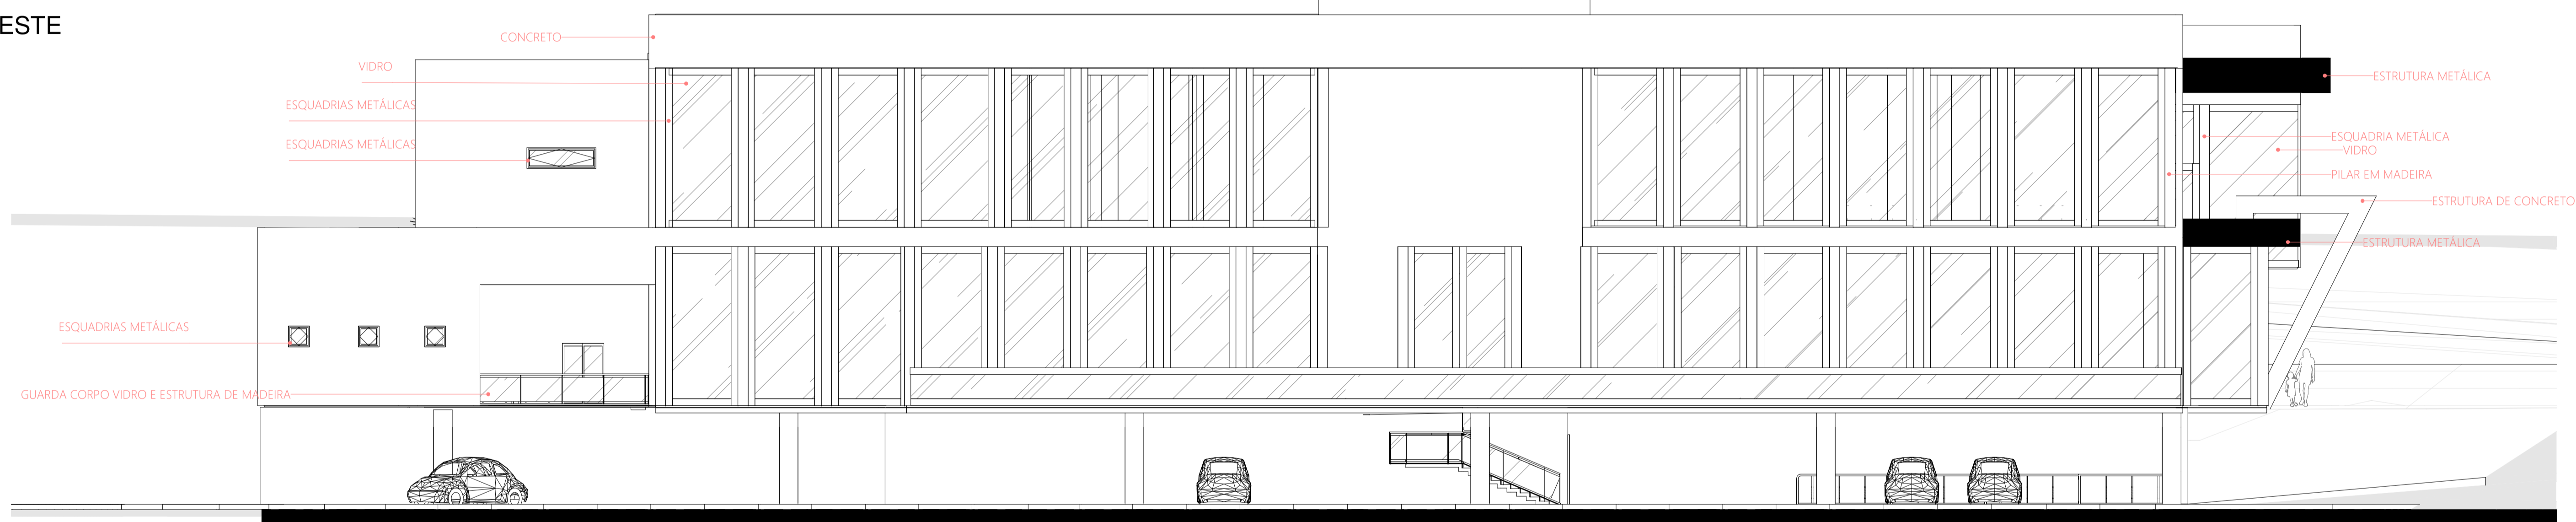 ESTE
CONCRETO
VIDRO
ESQUADRIAS METÁLICAS
ESQUADRIAS METÁLICAS
ESQUADRIAS METÁLICAS
GUARDA CORPO VIDRO E ESTRUTURA DE MADEIRA
ESTRUTURA METÁLICA
ESQUADRIA METÁLICA
VIDRO
PILAR EM MADEIRA
ESTRUTURA DE CONCRETO
ESTRUTURA METÁLICA